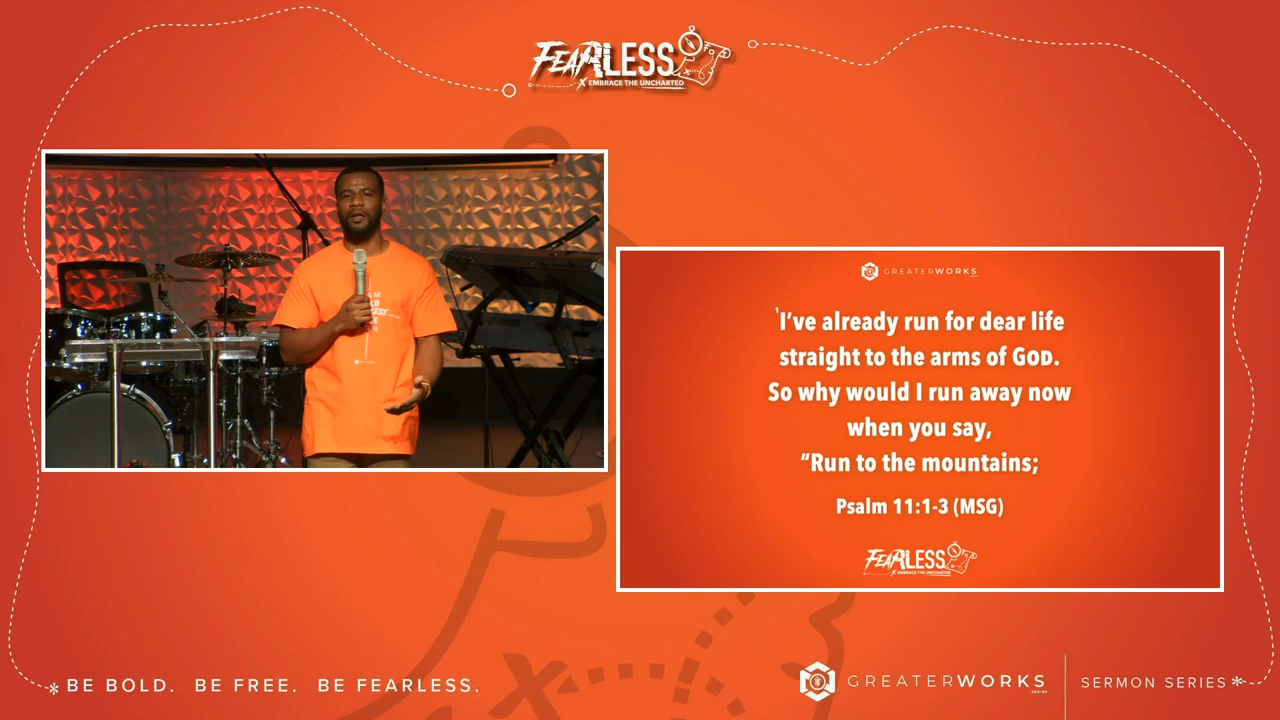 FEARLESS
EMBRACE THE UNCHARTED
GREATERWORKS
¹I've already run for dear life
straight to the arms of GOD.
So why would I run away now
when you say,
“Run to the mountains;
Psalm 11:1-3 (MSG)
FEARLESS
EMBRACE THE UNCHARTED
BE BOLD. BE FREE. BE FEARLESS.
GREATERWORKS
SERIES
SERMON SERIES